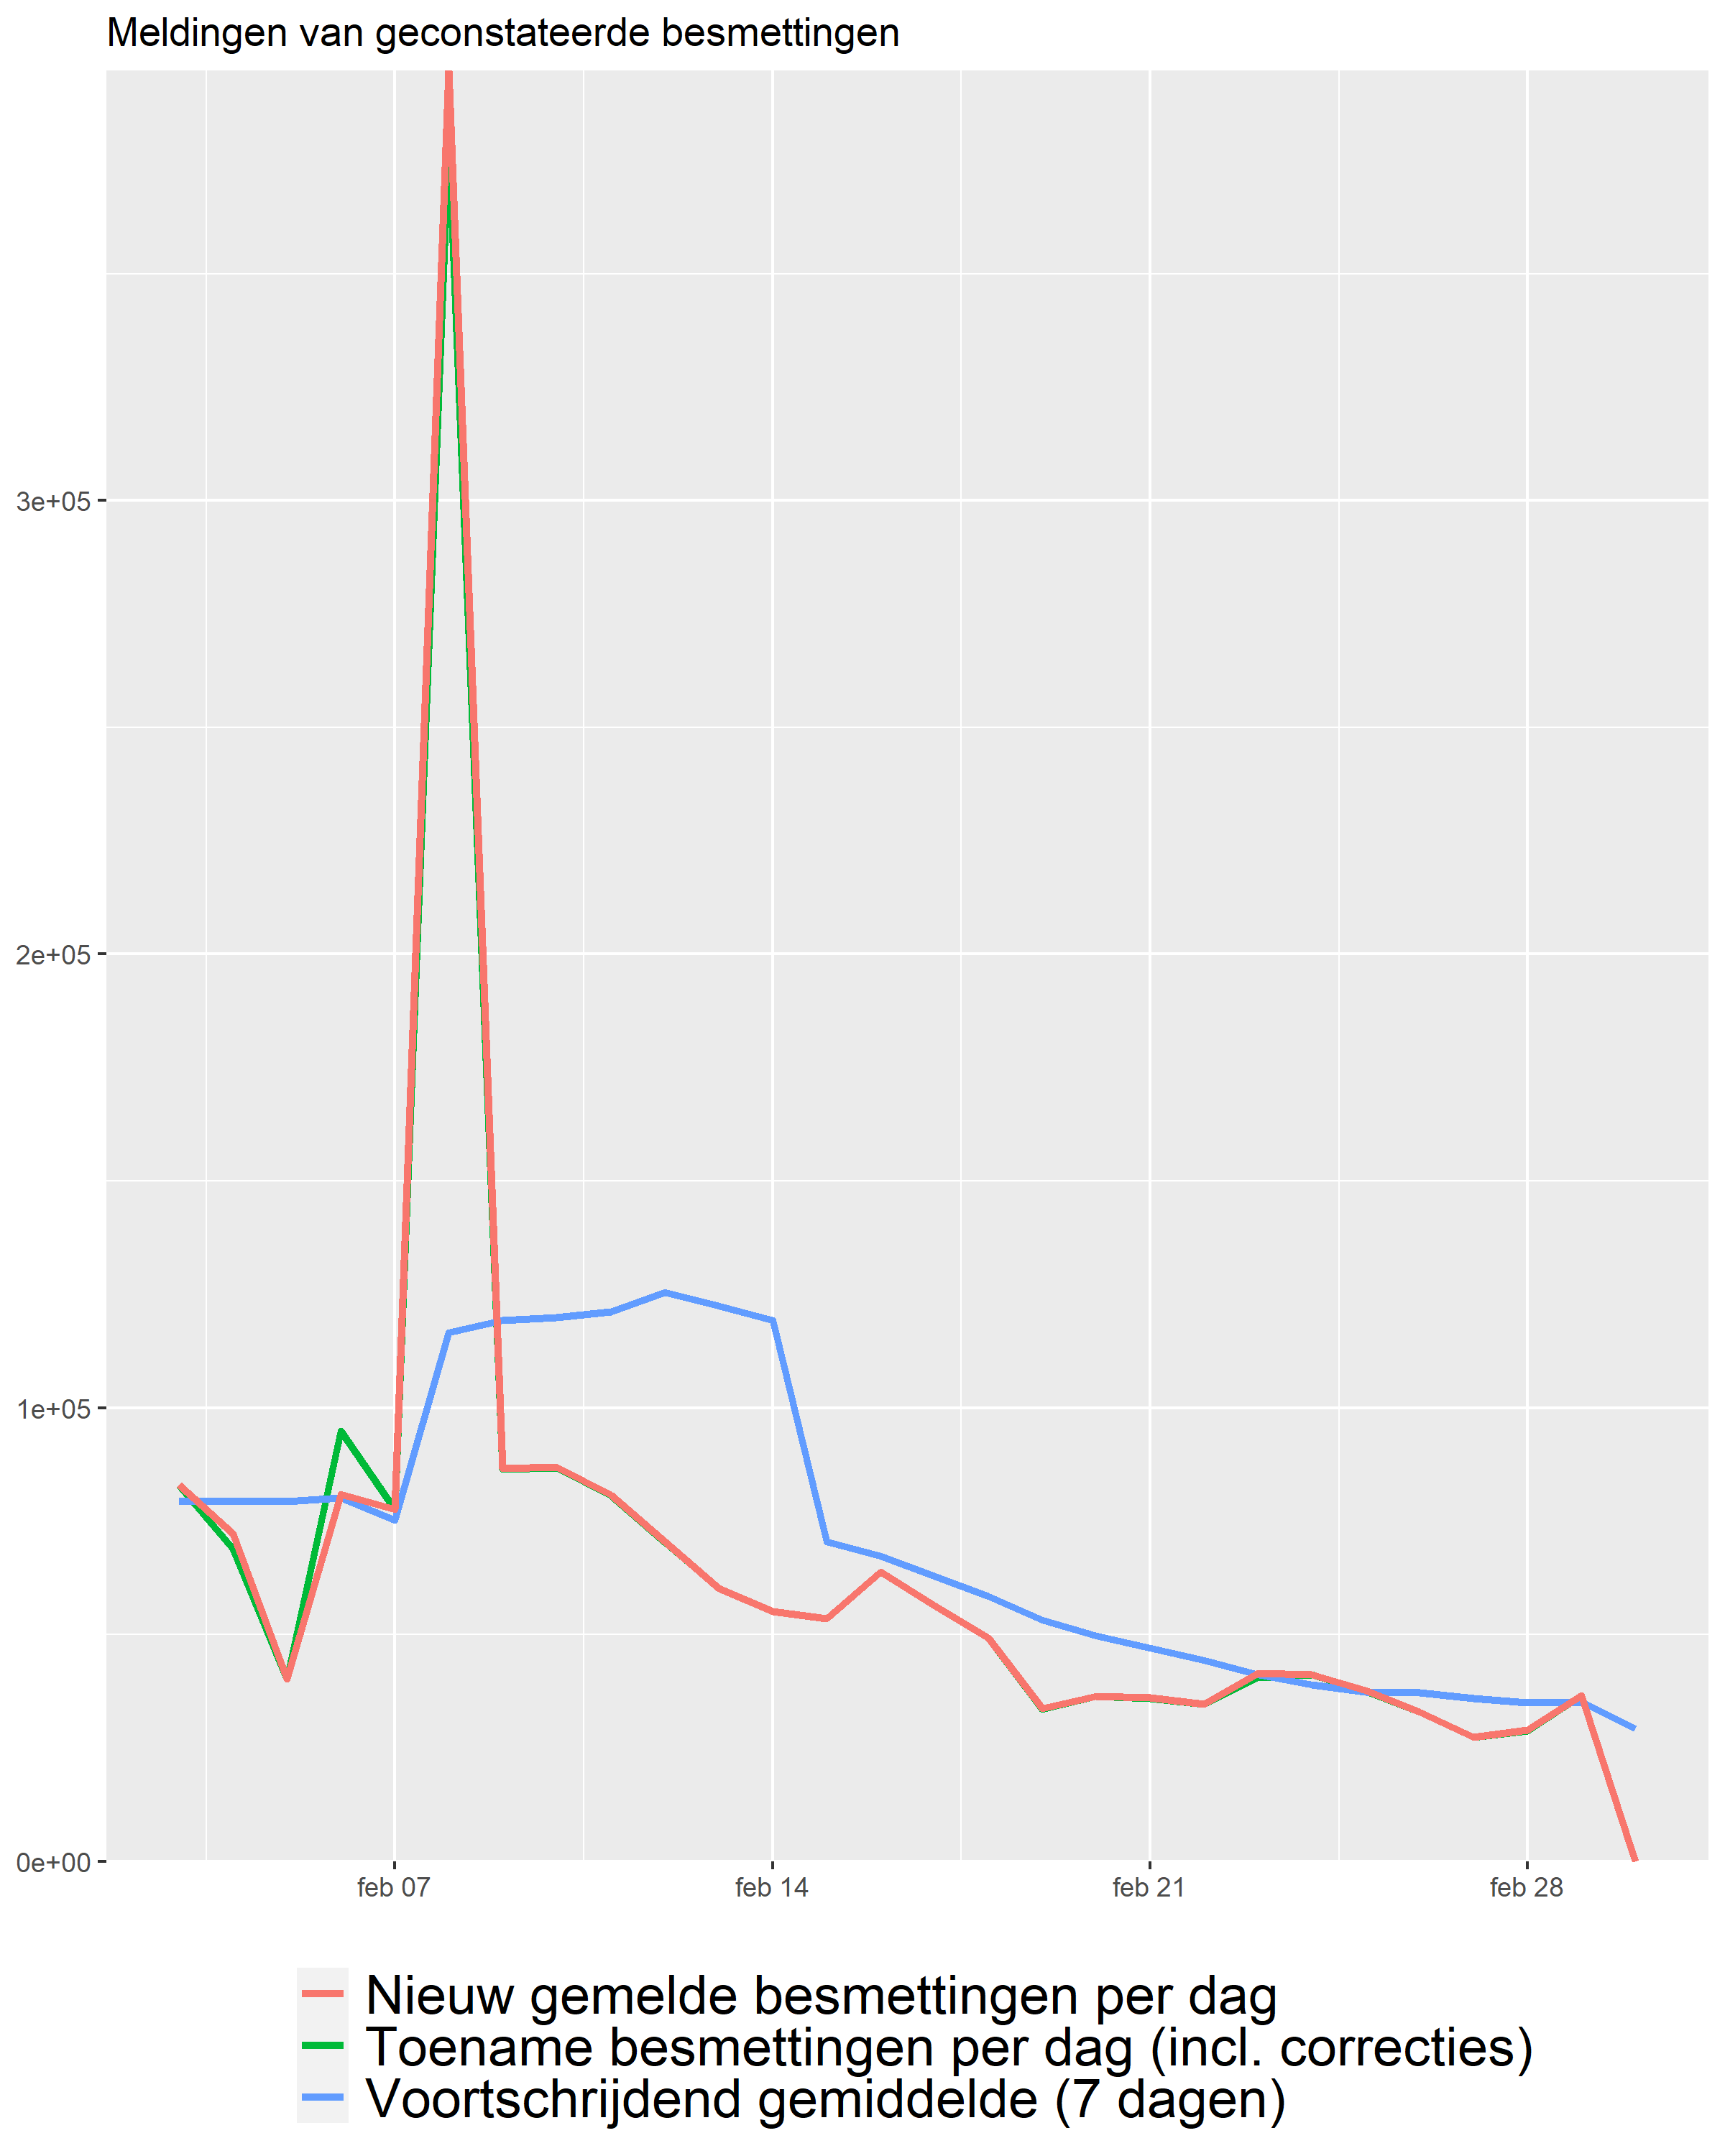 Meldingen van geconstateerde besmettingen
3e+05
2e+05
1e+05
0e+00
feb 07
feb 14
feb 21
feb 28
Nieuw gemelde besmettingen per dag
Toename besmettingen per dag (incl. correcties)
Voortschrijdend gemiddelde (7 dagen)